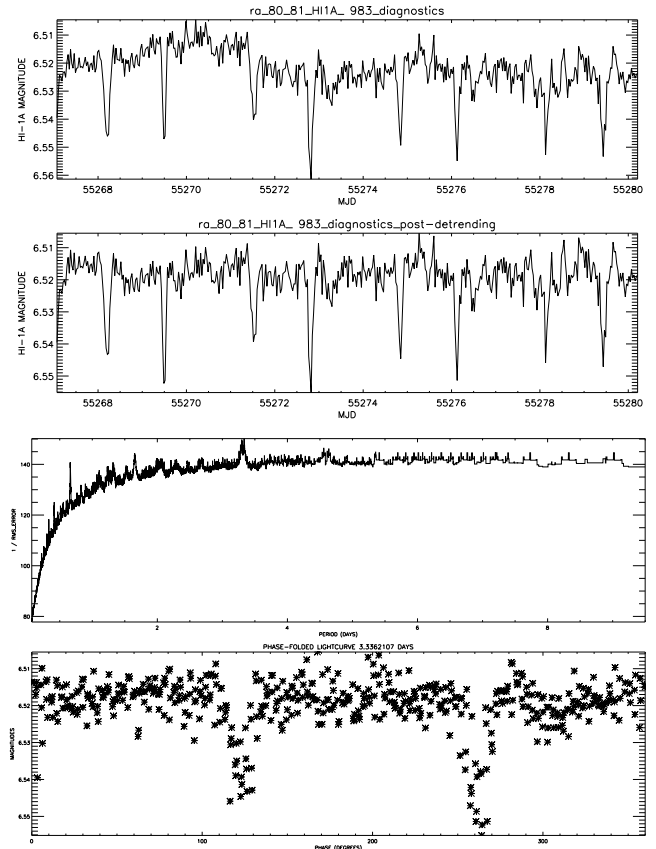 ra_80_81_HI1A_ 983_diagnostics
6.51
6.52
6.53
6.54
6.55
6.56
HI-1A MAGNITUDE
55268 55270 55272 55274 55276 55278 55280
MJD
ra_80_81_HI1A_ 983_diagnostics_post-detrending
6.51
6.52
6.53
6.54
6.55
HI-1A MAGNITUDE
55268 55270 55272 55274 55276 55278 55280
MJD
140
120
100
80
1 / RMS_ERROR
2 4 6 8
PERIOD (DAYS)
PHASE-FOLDED LIGHTCURVE 3.3362107 DAYS
6.51
6.52
6.53
6.54
6.55
MAGNITUDES
0 100 200 300
PHASE (DEGREES)